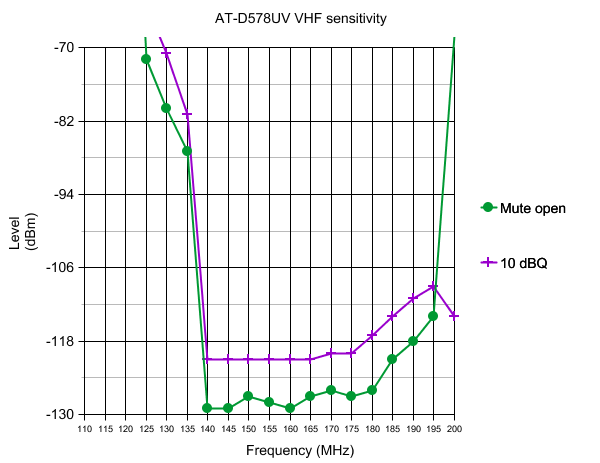 AT-D578UV VHF sensitivity
-70
-82
-94
-106
-118
-130
Level
(dBm)
110 115 120 125 130 135 140 145 150 155 160 165 170 175 180 185 190 195 200
Frequency (MHz)
Mute open
10 dBQ